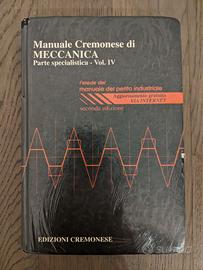 Manuale Cremonese di
MECCANICA
Parte specialistica - Vol. IV
l'erede del
manuale del perito industriale
Aggiornamento gratuito
VIA INTERNET
seconda edizione
EDIZIONI CREMONESE
subito